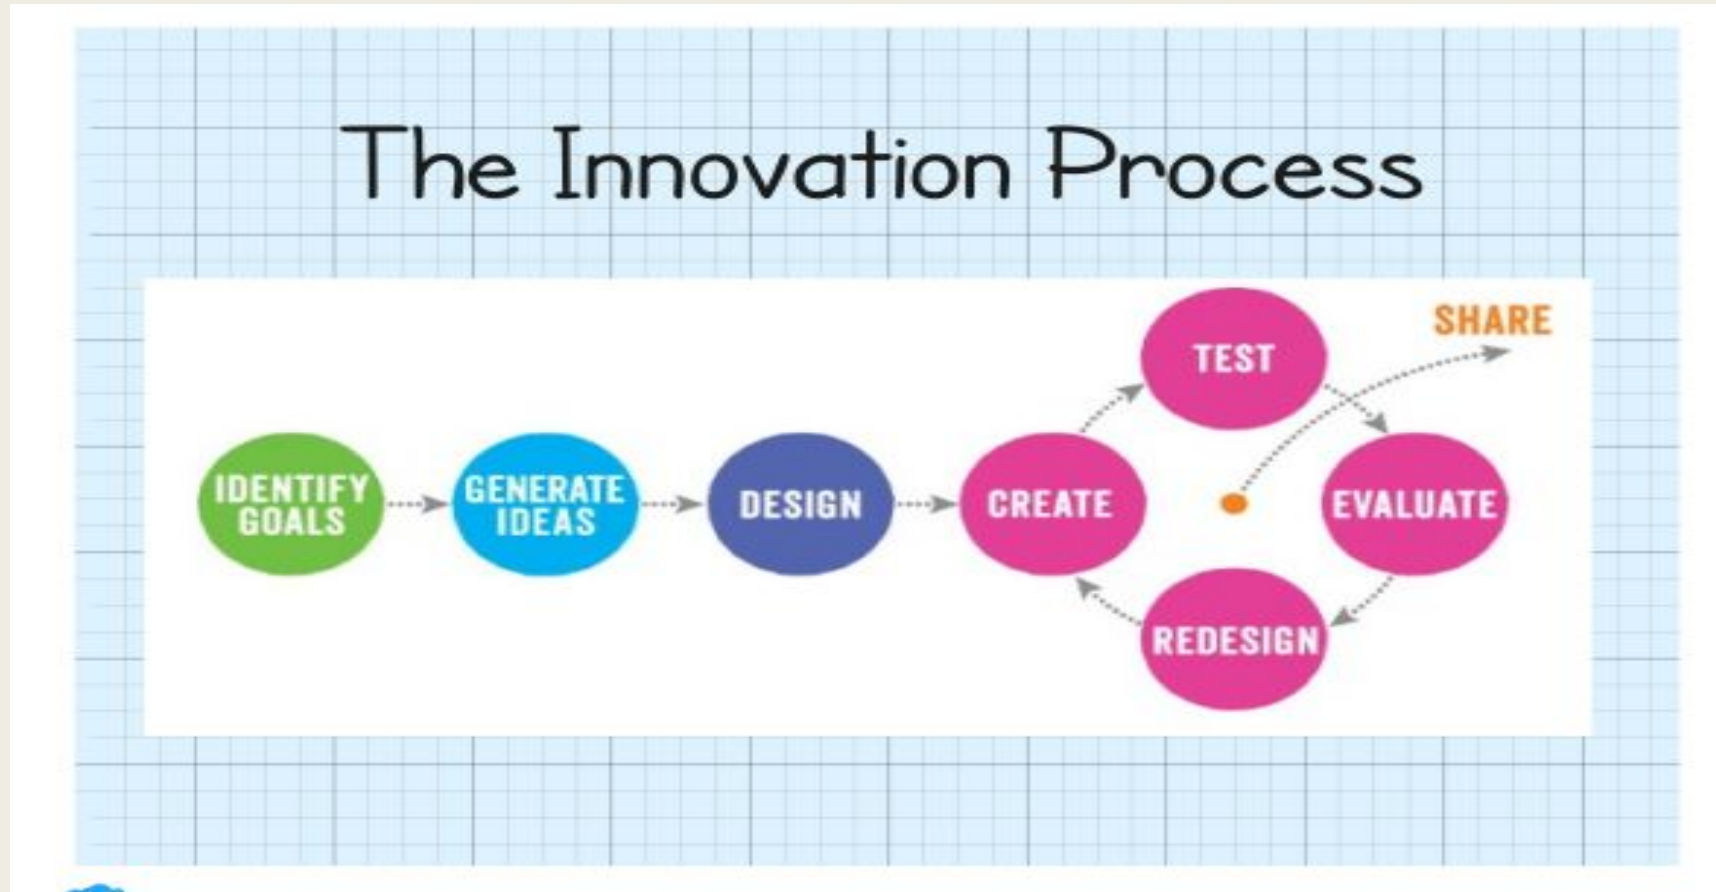 The Innovation Process
IDENTIFY
GOALS
GENERATE
IDEAS
DESIGN
CREATE
TEST
SHARE
EVALUATE
REDESIGN